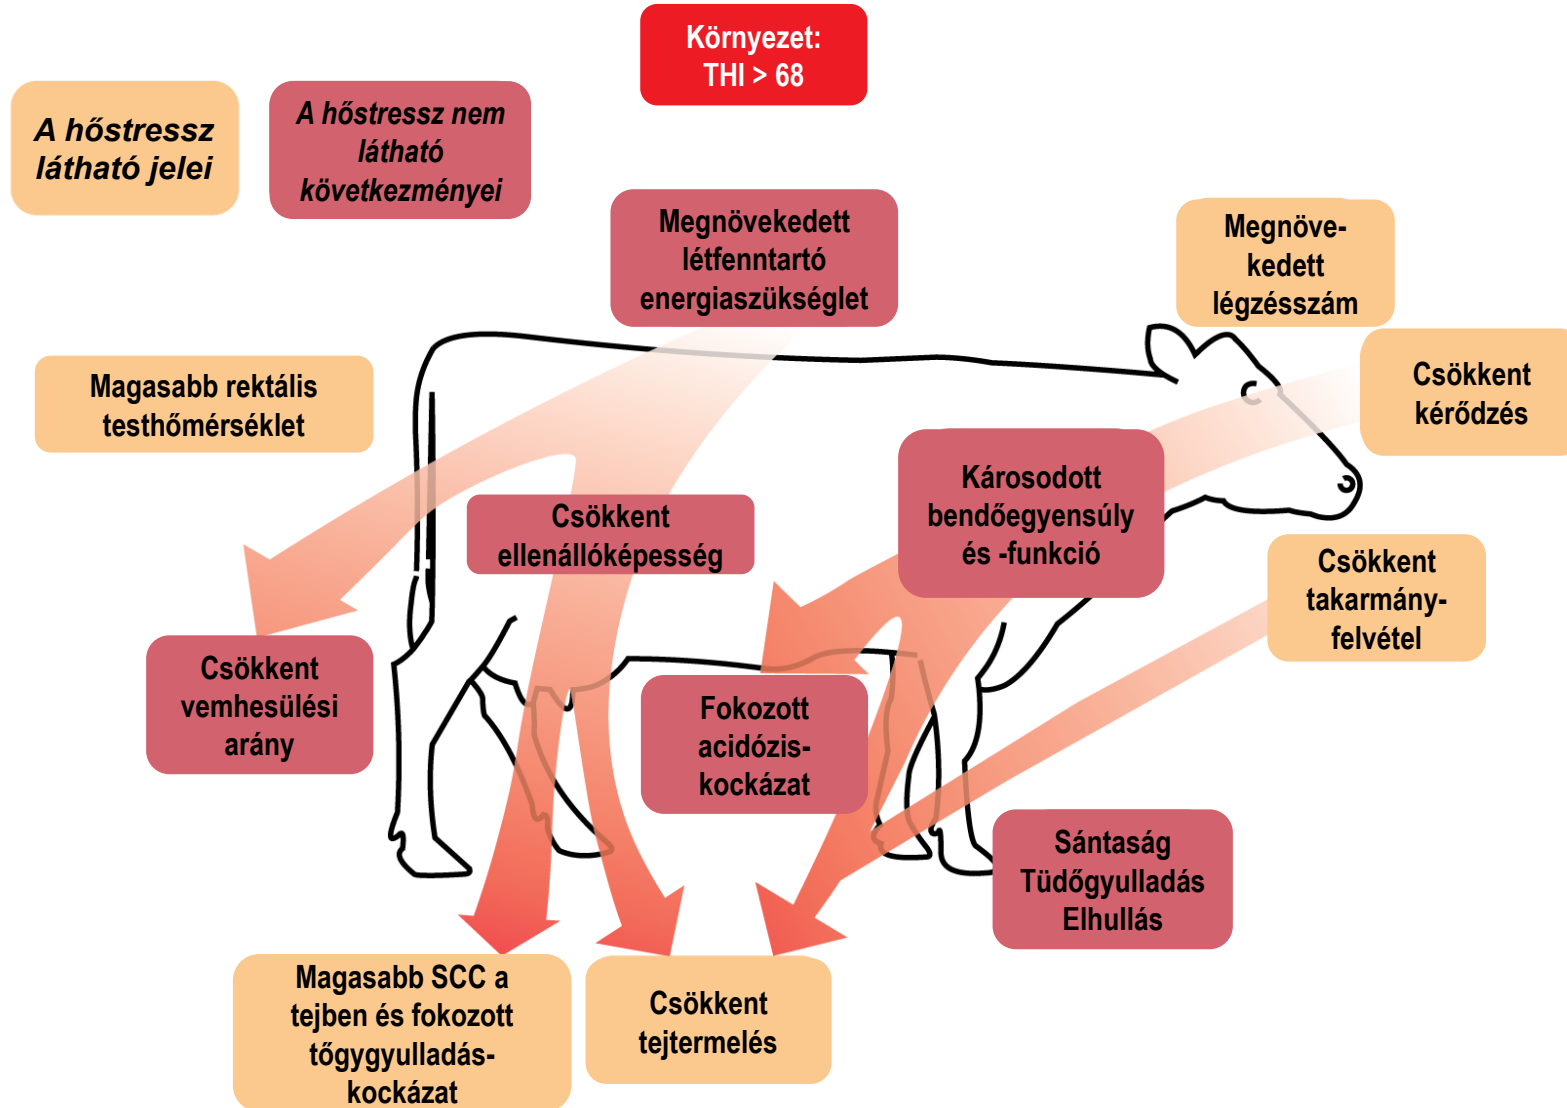 Környezet:
THI > 68
A hőstressz
látható jelei
A hőstressz nem
látható
következményei
Megnövekedett
létfenntartó
energiaszükséglet
Megnöve-
kedett
légzésszám
Magasabb rektális
testhőmérséklet
Csökkent
kérődzés
Károsodott
bendőegyensúly
és -funkció
Csökkent
ellenállóképesség
Csökkent
takarmány-
felvétel
Csökkent
vemhesülési
arány
Fokozott
acidózis-
kockázat
Sántaság
Tüdőgyulladás
Elhullás
Magasabb SCC a
tejben és fokozott
tőgygyulladás-
kockázat
Csökkent
tejtermelés